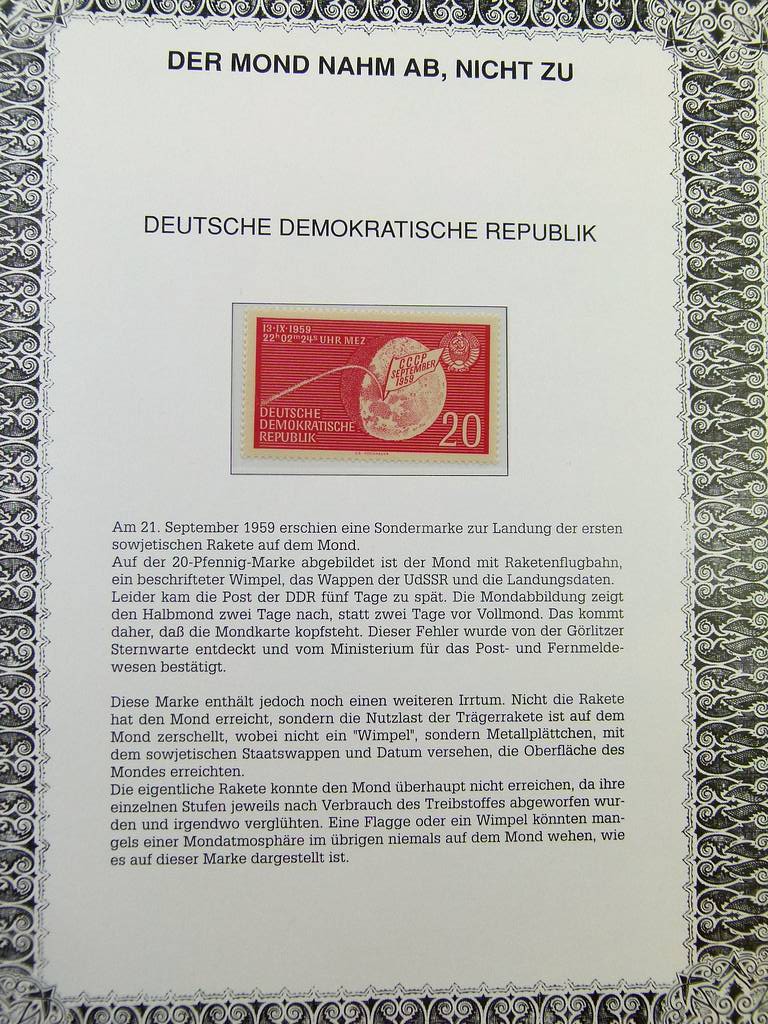 DER MOND NAHM AB, NICHT ZU
DEUTSCHE DEMOKRATISCHE REPUBLIK
13·IX·1959
22ʰ02ᵐ24ˢ UHR MEZ
CCCP
SEPTEMBER
1959
DEUTSCHE
DEMOKRATISCHE
REPUBLIK
20
Am 21. September 1959 erschien eine Sondermarke zur Landung der ersten
sowjetischen Rakete auf dem Mond.
Auf der 20-Pfennig-Marke abgebildet ist der Mond mit Raketenflugbahn,
ein beschrifteter Wimpel, das Wappen der UdSSR und die Landungsdaten.
Leider kam die Post der DDR fünf Tage zu spät. Die Mondabbildung zeigt
den Halbmond zwei Tage nach, statt zwei Tage vor Vollmond. Das kommt
daher, daß die Mondkarte kopfsteht. Dieser Fehler wurde von der Görlitzer
Sternwarte entdeckt und vom Ministerium für das Post- und Fernmelde-
wesen bestätigt.
Diese Marke enthält jedoch noch einen weiteren Irrtum. Nicht die Rakete
hat den Mond erreicht, sondern die Nutzlast der Trägerrakete ist auf dem
Mond zerschellt, wobei nicht ein "Wimpel", sondern Metallplättchen, mit
dem sowjetischen Staatswappen und Datum versehen, die Oberfläche des
Mondes erreichten.
Die eigentliche Rakete konnte den Mond überhaupt nicht erreichen, da ihre
einzelnen Stufen jeweils nach Verbrauch des Treibstoffes abgeworfen wur-
den und irgendwo verglühten. Eine Flagge oder ein Wimpel könnten man-
gels einer Mondatmosphäre im übrigen niemals auf dem Mond wehen, wie
es auf dieser Marke dargestellt ist.